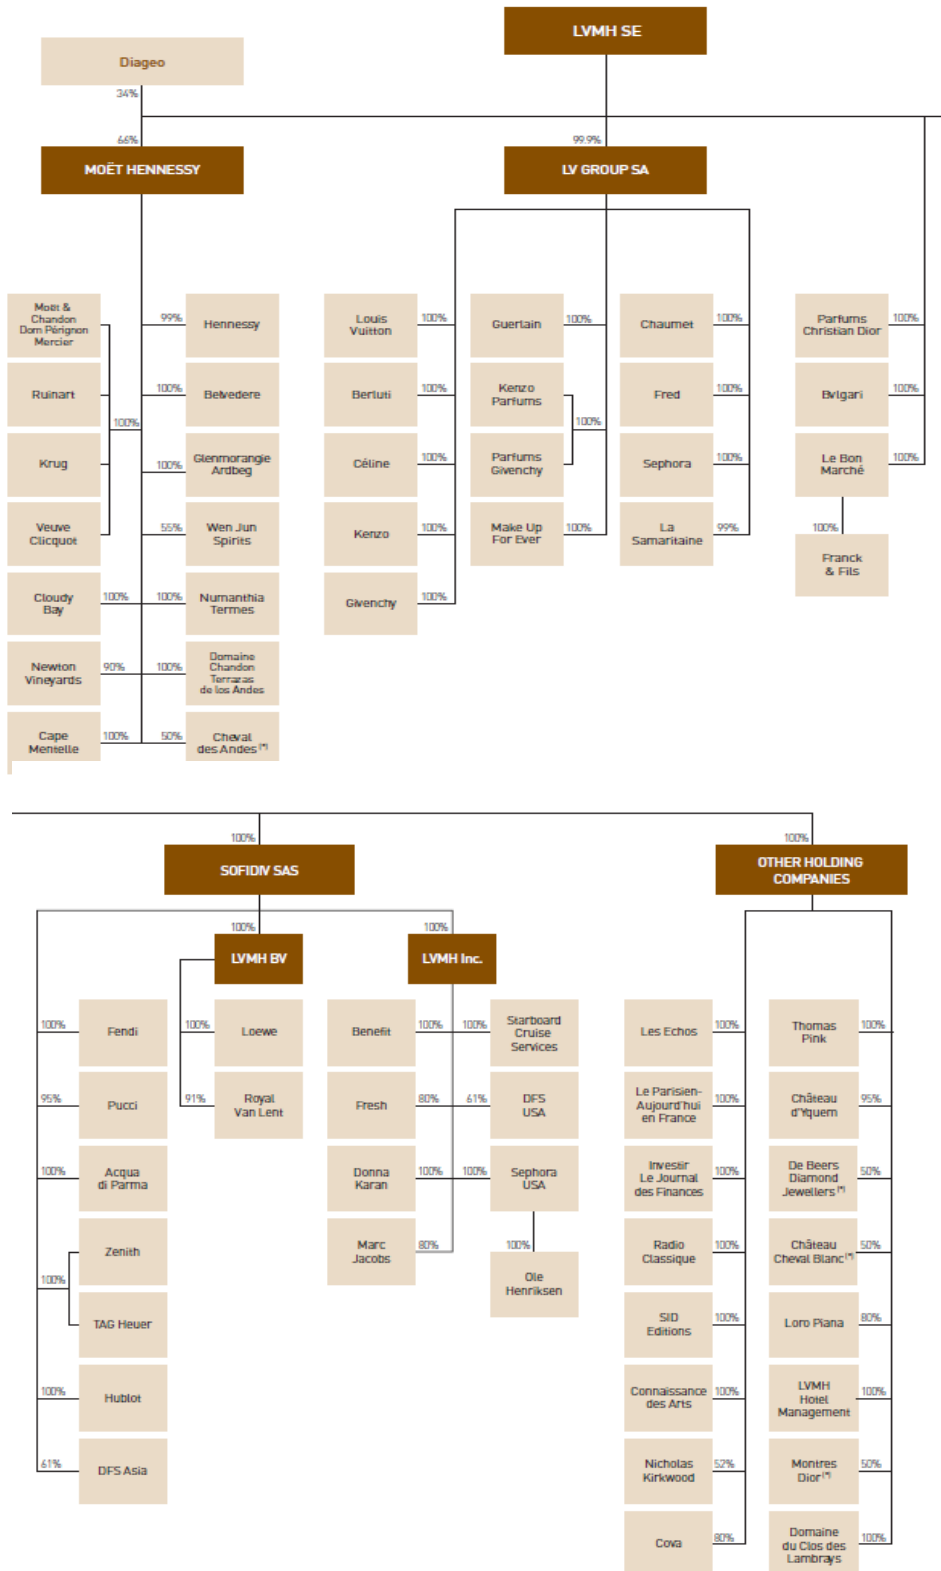 LVMH SE
Diageo
34%
66%
99.9%
MOËT HENNESSY
LV GROUP SA
Moët &
Chandon
Dom Pérignon
Mercier
99%
Hennessy
Louis
Vuitton
100%
Guerlain
100%
Chaumet
100%
Parfums
Christian Dior
100%
Ruinart
100%
Belvedere
Berluti
100%
Kenzo
Parfums
Fred
100%
Bvlgari
100%
100%
100%
Krug
100%
Glenmorangie
Ardbeg
Céline
100%
Parfums
Givenchy
Sephora
100%
Le Bon
Marché
100%
Veuve
Clicquot
55%
Wen Jun
Spirits
Kenzo
100%
Make Up
For Ever
100%
La
Samaritaine
99%
100%
Franck
& Fils
Cloudy
Bay
100%
100%
Numanthia
Termes
Givenchy
100%
Newton
Vineyards
90%
100%
Domaine
Chandon
Terrazas
de los Andes
Cape
Mentelle
100%
50%
Cheval
des Andes (*)
100%
100%
SOFIDIV SAS
OTHER HOLDING
COMPANIES
100%
100%
LVMH BV
LVMH Inc.
100%
Fendi
100%
Loewe
Benefit
100%
100%
Starboard
Cruise
Services
Les Echos
100%
Thomas
Pink
100%
95%
Pucci
91%
Royal
Van Lent
Fresh
80%
61%
DFS
USA
Le Parisien-
Aujourd'hui
en France
100%
Château
d'Yquem
95%
100%
Acqua
di Parma
Donna
Karan
100%
100%
Sephora
USA
Investir
Le Journal
des Finances
100%
De Beers
Diamond
Jewellers (*)
50%
Zenith
Marc
Jacobs
80%
100%
Radio
Classique
100%
Château
Cheval Blanc (*)
50%
100%
Ole
Henriksen
TAG Heuer
SID
Editions
100%
Loro Piana
80%
100%
Hublot
Connaissance
des Arts
100%
LVMH
Hotel
Management
100%
61%
DFS Asia
Nicholas
Kirkwood
52%
Montres
Dior (*)
50%
Cova
80%
Domaine
du Clos des
Lambrays
100%